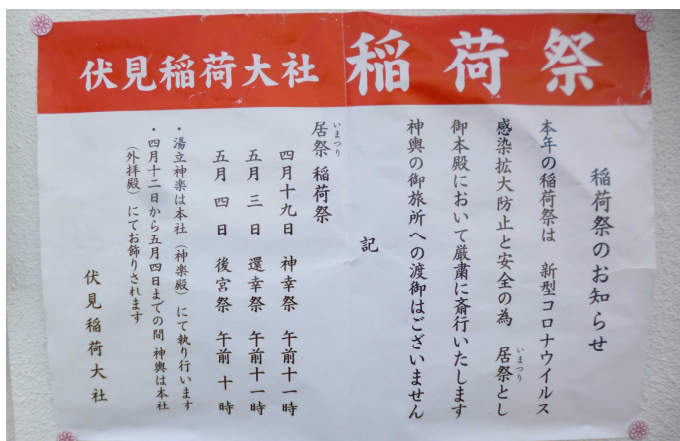 伏見稲荷大社 稲荷祭
稲荷祭のお知らせ
本年の稲荷祭は 新型コロナウイルス
感染拡大防止と安全の為 居祭とし
いまつり
御本殿において厳粛に斎行いたします
神輿の御旅所への渡御はございません
記
居祭 稲荷祭
いまつり
四月十九日 神幸祭 午前十一時
五月三日 還幸祭 午前十一時
五月四日 後宮祭 午前十時
・湯立神楽は本社（神楽殿）にて執り行います
・四月十二日から五月四日までの間 神輿は本社
（外拝殿）にてお飾りされます
伏見稲荷大社